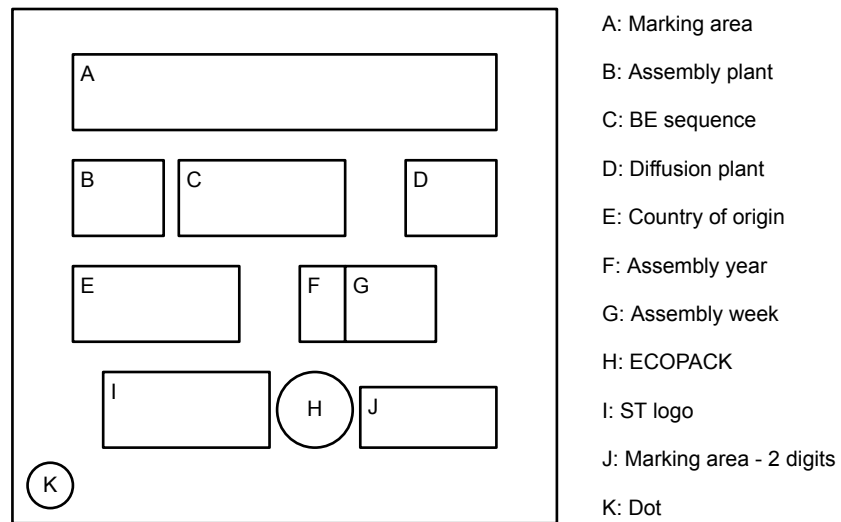 A
B
C
D
E
F
G
I
H
J
K
A: Marking area
B: Assembly plant
C: BE sequence
D: Diffusion plant
E: Country of origin
F: Assembly year
G: Assembly week
H: ECOPACK
I: ST logo
J: Marking area - 2 digits
K: Dot